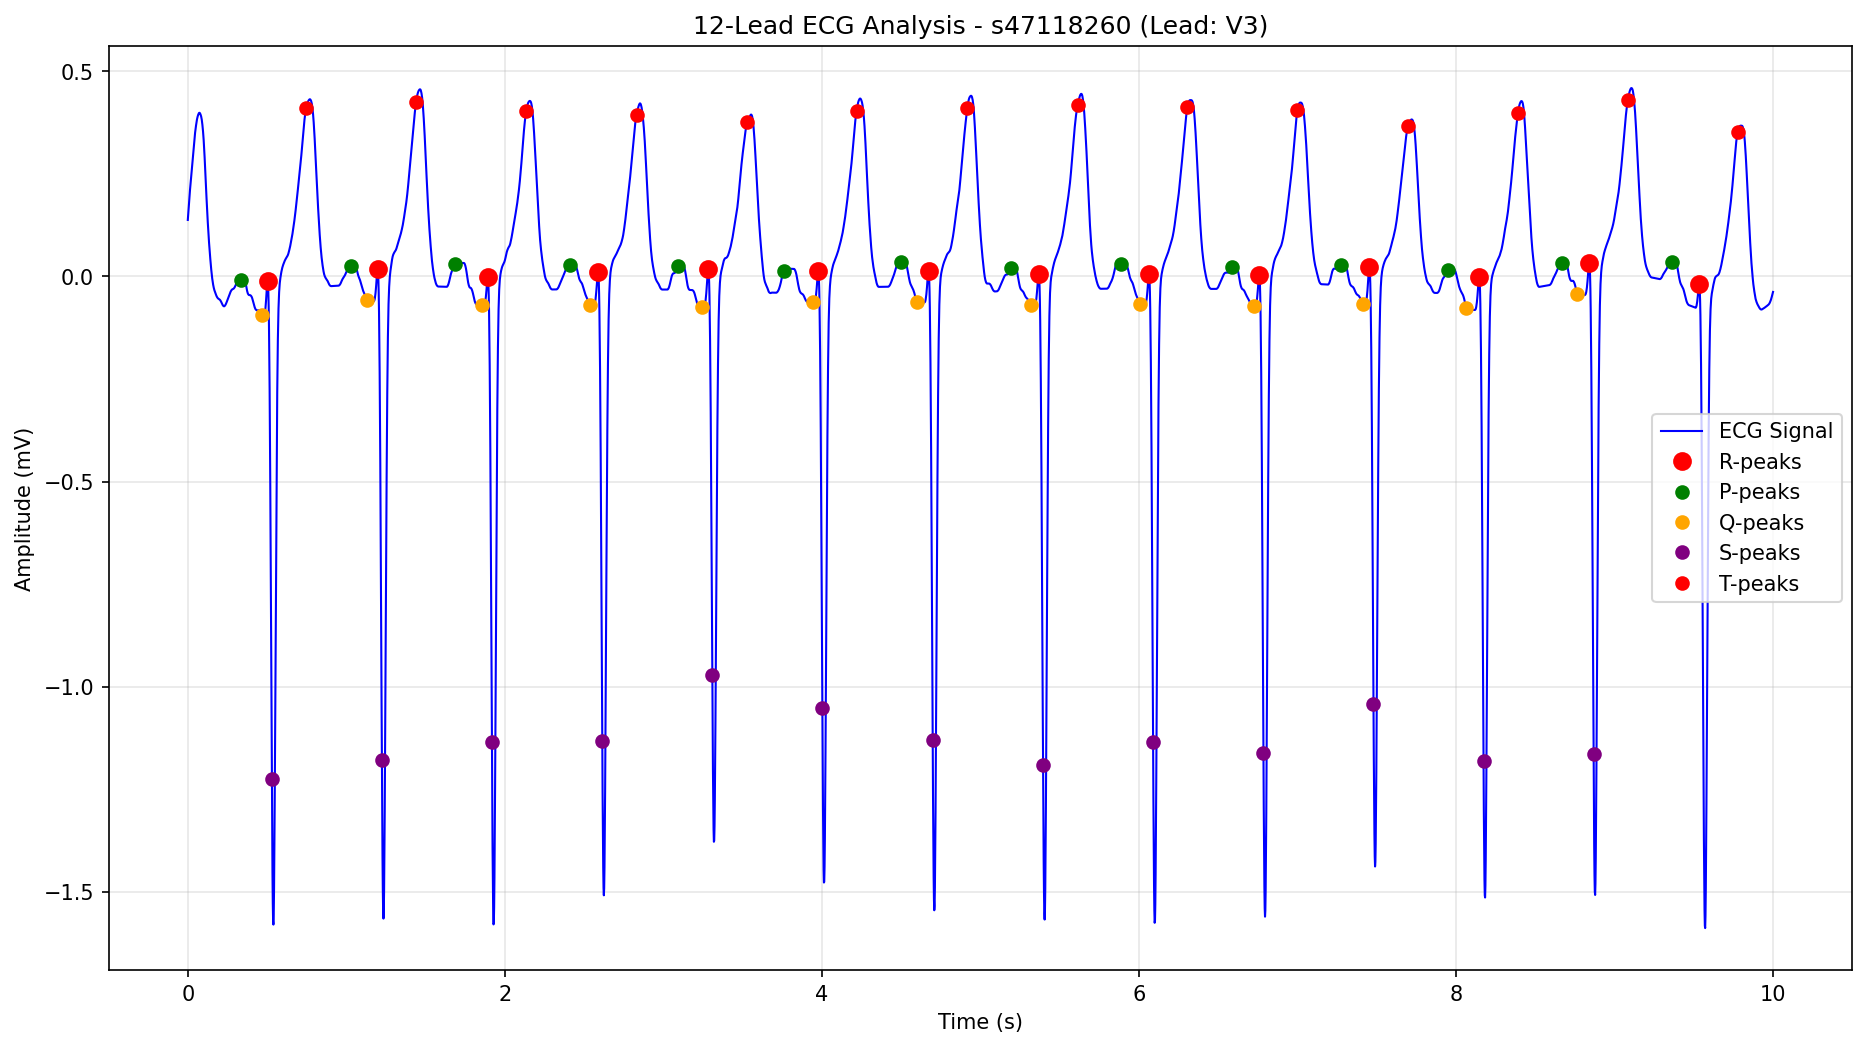 12-Lead ECG Analysis - s47118260 (Lead: V3)
0.5
0.0
−0.5
−1.0
−1.5
Amplitude (mV)
0
2
4
6
8
10
Time (s)
ECG Signal
R-peaks
P-peaks
Q-peaks
S-peaks
T-peaks